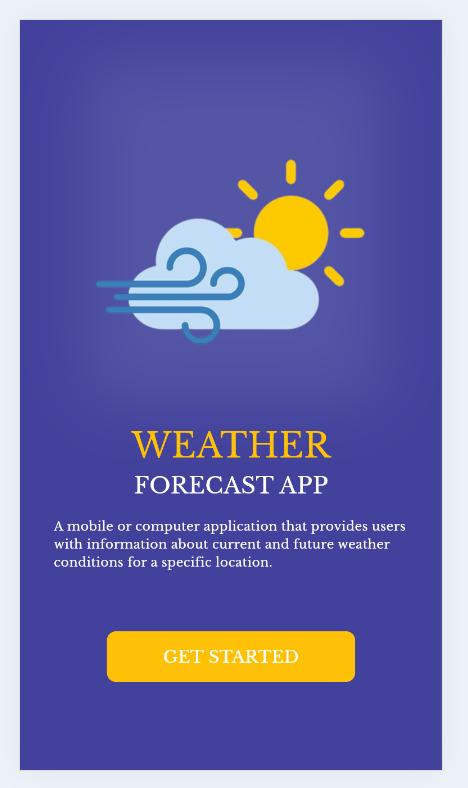 WEATHER
FORECAST APP
A mobile or computer application that provides users
with information about current and future weather
conditions for a specific location.
GET STARTED